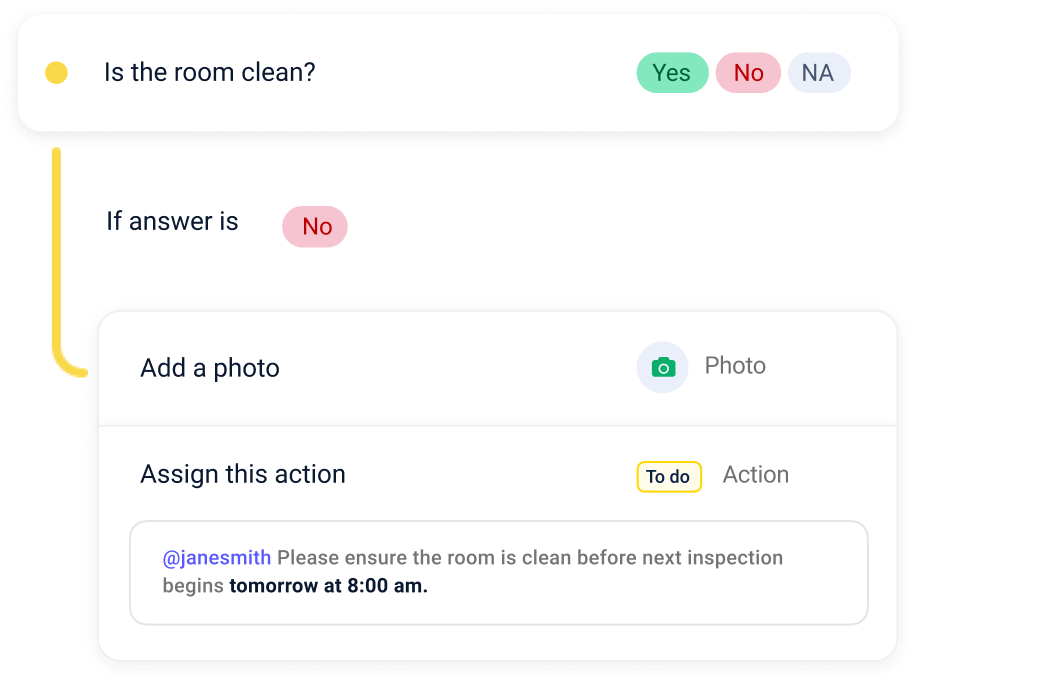 Is the room clean? Yes No NA
If answer is No
Add a photo Photo
Assign this action To do Action
@janesmith Please ensure the room is clean before next inspection
begins tomorrow at 8:00 am.